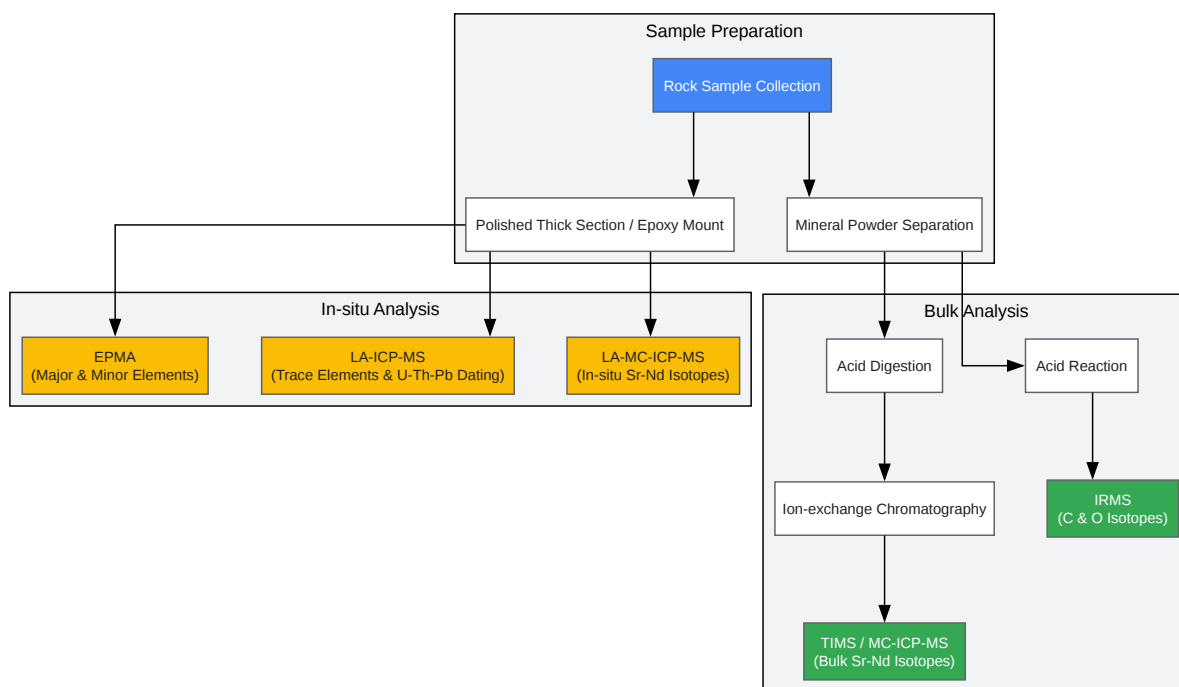 Sample Preparation
Rock Sample Collection
Polished Thick Section / Epoxy Mount
Mineral Powder Separation
In-situ Analysis
EPMA
(Major & Minor Elements)
LA-ICP-MS
(Trace Elements & U-Th-Pb Dating)
LA-MC-ICP-MS
(In-situ Sr-Nd Isotopes)
Bulk Analysis
Acid Digestion
Acid Reaction
Ion-exchange Chromatography
IRMS
(C & O Isotopes)
TIMS / MC-ICP-MS
(Bulk Sr-Nd Isotopes)